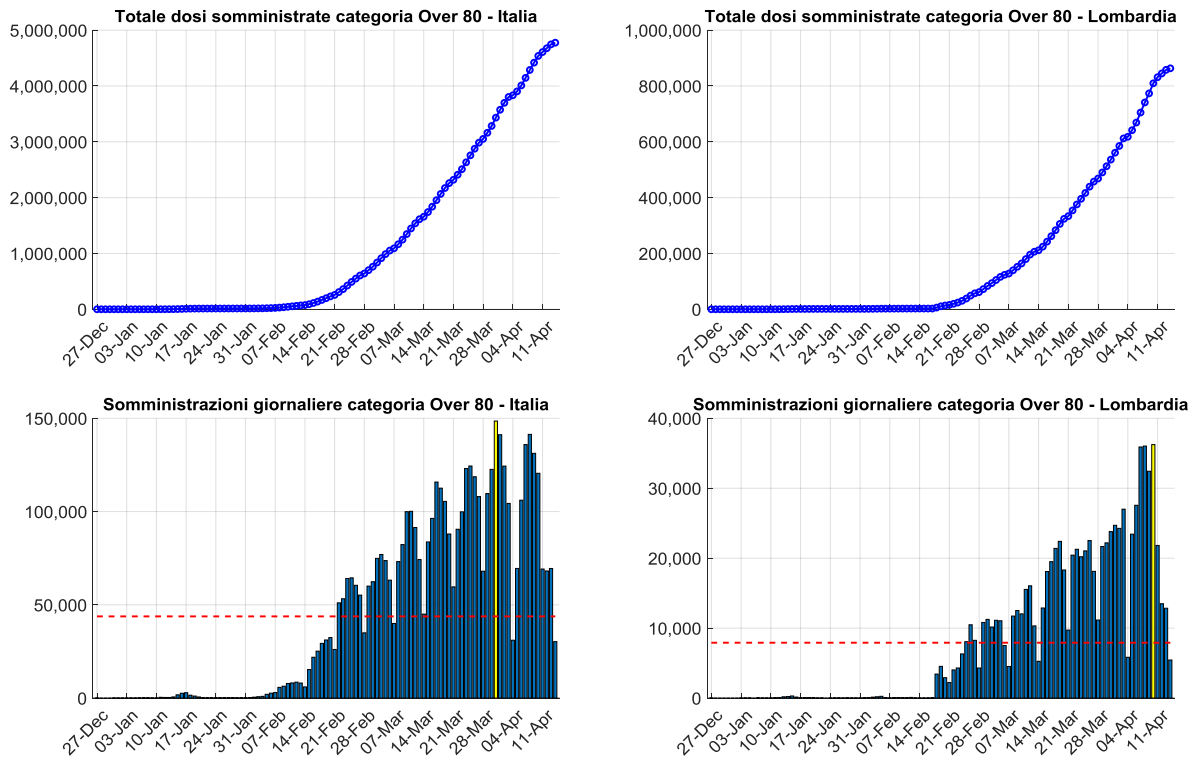 Totale dosi somministrate categoria Over 80 - Italia
5,000,000
4,000,000
3,000,000
2,000,000
1,000,000
0
27-Dec
03-Jan
10-Jan
17-Jan
24-Jan
31-Jan
07-Feb
14-Feb
21-Feb
28-Feb
07-Mar
14-Mar
21-Mar
28-Mar
04-Apr
11-Apr
Totale dosi somministrate categoria Over 80 - Lombardia
1,000,000
800,000
600,000
400,000
200,000
0
27-Dec
03-Jan
10-Jan
17-Jan
24-Jan
31-Jan
07-Feb
14-Feb
21-Feb
28-Feb
07-Mar
14-Mar
21-Mar
28-Mar
04-Apr
11-Apr
Somministrazioni giornaliere categoria Over 80 - Italia
150,000
100,000
50,000
0
27-Dec
03-Jan
10-Jan
17-Jan
24-Jan
31-Jan
07-Feb
14-Feb
21-Feb
28-Feb
07-Mar
14-Mar
21-Mar
28-Mar
04-Apr
11-Apr
Somministrazioni giornaliere categoria Over 80 - Lombardia
40,000
30,000
20,000
10,000
0
27-Dec
03-Jan
10-Jan
17-Jan
24-Jan
31-Jan
07-Feb
14-Feb
21-Feb
28-Feb
07-Mar
14-Mar
21-Mar
28-Mar
04-Apr
11-Apr